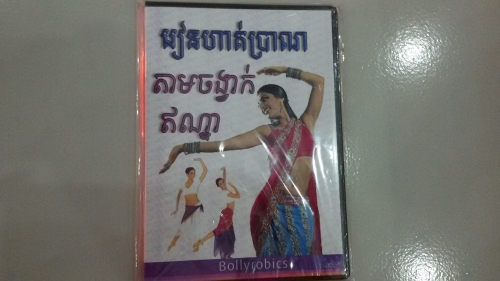 រៀនហាត់ប្រាណ
តាមចង្វាក់
ឥណ្ឌា
Bollyrobics